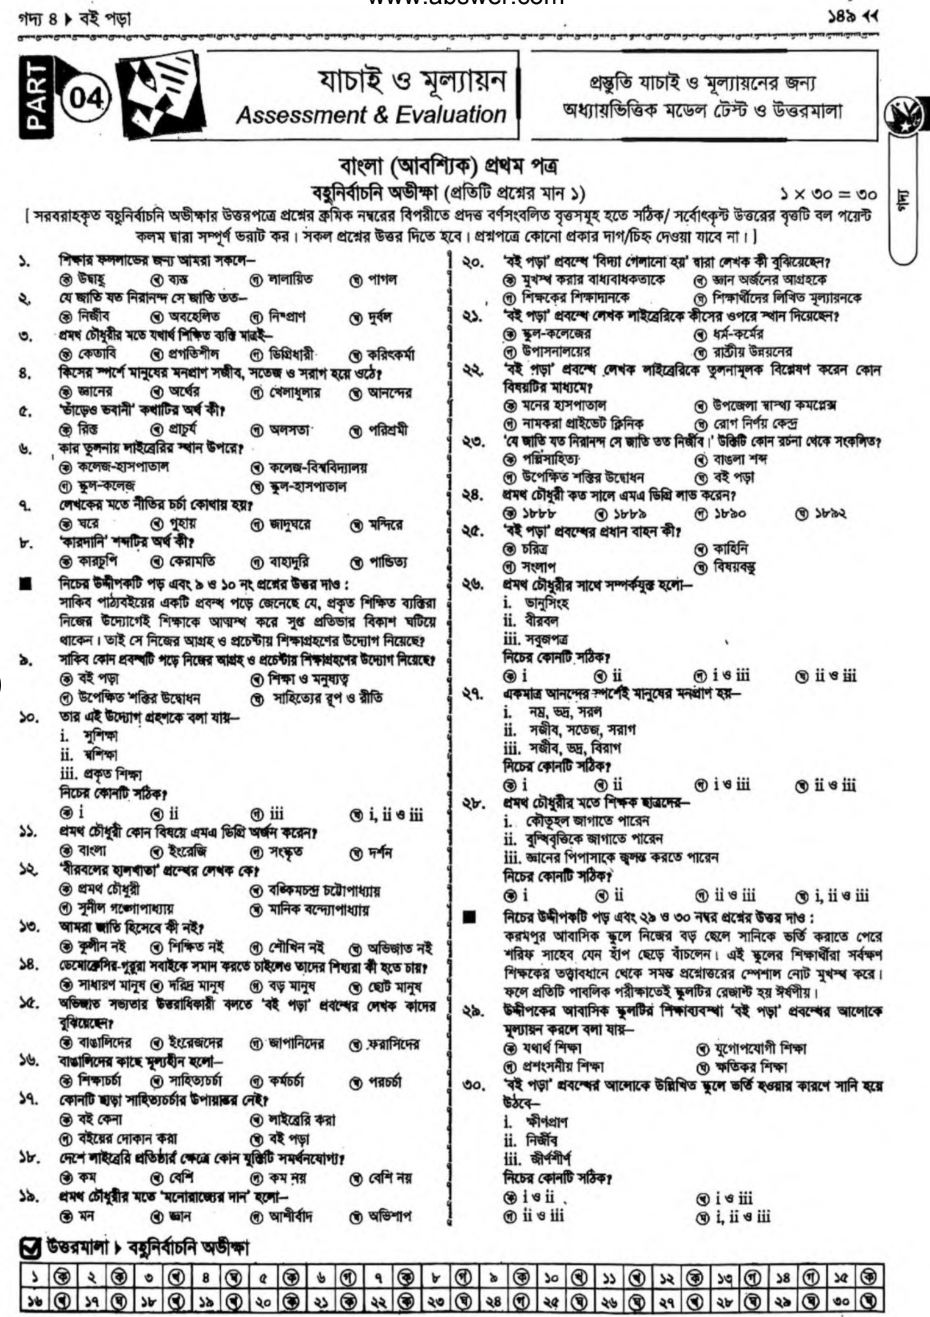 www.abswer.com
গদ্য ৪ ▶ বই পড়া
১৪৯ ◀◀
PART
04
যাচাই ও মূল্যায়ন
Assessment & Evaluation
প্রস্তুতি যাচাই ও মূল্যায়নের জন্য
অধ্যায়ভিত্তিক মডেল টেস্ট ও উত্তরমালা
গদ্য
বাংলা (আবশ্যিক) প্রথম পত্র
বহুনির্বাচনি অভীক্ষা (প্রতিটি প্রশ্নের মান ১)
১ × ৩০ = ৩০
[ সরবরাহকৃত বহুনির্বাচনি অভীক্ষার উত্তরপত্রে প্রশ্নের ক্রমিক নম্বরের বিপরীতে প্রদত্ত বর্ণসংবলিত বৃত্তসমূহ হতে সঠিক/ সর্বোৎকৃষ্ট উত্তরের বৃত্তটি বল পয়েন্ট
কলম দ্বারা সম্পূর্ণ ভরাট কর। সকল প্রশ্নের উত্তর দিতে হবে। প্রশ্নপত্রে কোনো প্রকার দাগ/চিহ্ন দেওয়া যাবে না। ]
১. শিক্ষার ফললাভের জন্য আমরা সকলে—
ক উদ্বাহু খ ব্যস্ত গ লালায়িত ঘ পাগল
২. যে জাতি যত নিরানন্দ সে জাতি তত—
ক নির্জীব খ অবহেলিত গ নিষ্প্রাণ ঘ দুর্বল
৩. প্রমথ চৌধুরীর মতে যথার্থ শিক্ষিত ব্যক্তি মাত্রই—
ক কেতাবি খ প্রগতিশীল গ ডিগ্রিধারী ঘ করিৎকর্মা
৪. কিসের স্পর্শে মানুষের মনপ্রাণ সজীব, সতেজ ও সরাগ হয়ে ওঠে?
ক জ্ঞানের খ অর্থের গ খেলাধুলার ঘ আনন্দের
৫. 'ভাঁড়েও ভবানী' কথাটির অর্থ কী?
ক রিক্ত খ প্রাচুর্য গ অলসতা ঘ পরিশ্রমী
৬. কার তুলনায় লাইব্রেরির স্থান উপরে?
ক কলেজ-হাসপাতাল খ কলেজ-বিশ্ববিদ্যালয়
গ স্কুল-কলেজ ঘ স্কুল-হাসপাতাল
৭. লেখকের মতে নীতির চর্চা কোথায় হয়?
ক ঘরে খ গুহায় গ জাদুঘরে ঘ মন্দিরে
৮. 'কারদানি' শব্দটির অর্থ কী?
ক কারচুপি খ কেরামতি গ বাহাদুরি ঘ পান্ডিত্য
■ নিচের উদ্দীপকটি পড় এবং ৯ ও ১০ নং প্রশ্নের উত্তর দাও :
সাকিব পাঠ্যবইয়ের একটি প্রবন্ধ পড়ে জেনেছে যে, প্রকৃত শিক্ষিত ব্যক্তিরা
নিজের উদ্যোগেই শিক্ষাকে আত্মস্থ করে সুপ্ত প্রতিভার বিকাশ ঘটিয়ে
থাকেন। তাই সে নিজের আগ্রহ ও প্রচেষ্টায় শিক্ষাগ্রহণের উদ্যোগ নিয়েছে?
৯. সাকিব কোন প্রবন্ধটি পড়ে নিজের আগ্রহ ও প্রচেষ্টায় শিক্ষাগ্রহণের উদ্যোগ নিয়েছে?
ক বই পড়া খ শিক্ষা ও মনুষ্যত্ব
গ উপেক্ষিত শক্তির উদ্বোধন ঘ সাহিত্যের রূপ ও রীতি
১০. তার এই উদ্যোগ গ্রহণকে বলা যায়—
i. সুশিক্ষা
ii. স্বশিক্ষা
iii. প্রকৃত শিক্ষা
নিচের কোনটি সঠিক?
ক i খ ii গ iii ঘ i, ii ও iii
১১. প্রমথ চৌধুরী কোন বিষয়ে এমএ ডিগ্রি অর্জন করেন?
ক বাংলা খ ইংরেজি গ সংস্কৃত ঘ দর্শন
১২. 'বীরবলের হালখাতা' গ্রন্থের লেখক কে?
ক প্রমথ চৌধুরী খ বঙ্কিমচন্দ্র চট্টোপাধ্যায়
গ সুনীল গঙ্গোপাধ্যায় ঘ মানিক বন্দ্যোপাধ্যায়
১৩. আমরা জাতি হিসেবে কী নই?
ক কুলীন নই খ শিক্ষিত নই গ শৌখিন নই ঘ অভিজাত নই
১৪. ডেমোক্রেসির-গুরুরা সবাইকে সমান করতে চাইলেও তাদের শিষ্যরা কী হতে চায়?
ক সাধারণ মানুষ খ দরিদ্র মানুষ গ বড় মানুষ ঘ ছোট মানুষ
১৫. অভিজাত সভ্যতার উত্তরাধিকারী বলতে 'বই পড়া' প্রবন্ধের লেখক কাদের
বুঝিয়েছেন?
ক বাঙালিদের খ ইংরেজদের গ জাপানিদের ঘ ফরাসিদের
১৬. বাঙালিদের কাছে মূল্যহীন হলো—
ক শিক্ষাচর্চা খ সাহিত্যচর্চা গ কর্মচর্চা ঘ পরচর্চা
১৭. কোনটি ছাড়া সাহিত্যচর্চার উপায়ান্তর নেই?
ক বই কেনা খ লাইব্রেরি করা
গ বইয়ের দোকান করা ঘ বই পড়া
১৮. দেশে লাইব্রেরি প্রতিষ্ঠার ক্ষেত্রে কোন যুক্তিটি সমর্থনযোগ্য?
ক কম খ বেশি গ কম নয় ঘ বেশি নয়
১৯. প্রমথ চৌধুরীর মতে 'মনোরাজ্যের দান' হলো—
ক মন খ জ্ঞান গ আশীর্বাদ ঘ অভিশাপ
২০. 'বই পড়া' প্রবন্ধে 'বিদ্যা গেলানো হয়' দ্বারা লেখক কী বুঝিয়েছেন?
ক মুখস্থ করার বাধ্যবাধকতাকে খ জ্ঞান অর্জনের আগ্রহকে
গ শিক্ষকের শিক্ষাদানকে ঘ শিক্ষার্থীদের লিখিত মূল্যায়নকে
২১. 'বই পড়া' প্রবন্ধে লেখক লাইব্রেরিকে কীসের ওপরে স্থান দিয়েছেন?
ক স্কুল-কলেজের খ ধর্ম-কর্মের
গ উপাসনালয়ের ঘ রাষ্ট্রীয় উন্নয়নের
২২. 'বই পড়া' প্রবন্ধে লেখক লাইব্রেরিকে তুলনামূলক বিশ্লেষণ করেন কোন
বিষয়টির মাধ্যমে?
ক মনের হাসপাতাল খ উপজেলা স্বাস্থ্য কমপ্লেক্স
গ নামকরা প্রাইভেট ক্লিনিক ঘ রোগ নির্ণয় কেন্দ্র
২৩. 'যে জাতি যত নিরানন্দ সে জাতি তত নির্জীব।' উক্তিটি কোন রচনা থেকে সংকলিত?
ক পল্লিসাহিত্য খ বাঙলা শব্দ
গ উপেক্ষিত শক্তির উদ্বোধন ঘ বই পড়া
২৪. প্রমথ চৌধুরী কত সালে এমএ ডিগ্রি লাভ করেন?
ক ১৮৮৮ খ ১৮৮৯ গ ১৮৯০ ঘ ১৮৯২
২৫. 'বই পড়া' প্রবন্ধের প্রধান বাহন কী?
ক চরিত্র খ কাহিনি
গ সংলাপ ঘ বিষয়বস্তু
২৬. প্রমথ চৌধুরীর সাথে সম্পর্কযুক্ত হলো—
i. ভানুসিংহ
ii. বীরবল
iii. সবুজপত্র
নিচের কোনটি সঠিক?
ক i খ ii গ i ও iii ঘ ii ও iii
২৭. একমাত্র আনন্দের স্পর্শেই মানুষের মনপ্রাণ হয়—
i. নম্র, ভদ্র, সরল
ii. সজীব, সতেজ, সরাগ
iii. সজীব, ভদ্র, বিরাগ
নিচের কোনটি সঠিক?
ক i খ ii গ i ও iii ঘ ii ও iii
২৮. প্রমথ চৌধুরীর মতে শিক্ষক ছাত্রদের—
i. কৌতূহল জাগাতে পারেন
ii. বুদ্ধিবৃত্তিকে জাগাতে পারেন
iii. জ্ঞানের পিপাসাকে জ্বলন্ত করতে পারেন
নিচের কোনটি সঠিক?
ক i খ ii গ ii ও iii ঘ i, ii ও iii
■ নিচের উদ্দীপকটি পড় এবং ২৯ ও ৩০ নম্বর প্রশ্নের উত্তর দাও :
করমপুর আবাসিক স্কুলে নিজের বড় ছেলে সানিকে ভর্তি করাতে পেরে
শরিফ সাহেব যেন হাঁপ ছেড়ে বাঁচলেন। এই স্কুলের শিক্ষার্থীরা সর্বক্ষণ
শিক্ষকের তত্ত্বাবধানে থেকে সমস্ত প্রশ্নোত্তরের স্পেশাল নোট মুখস্থ করে।
ফলে প্রতিটি পাবলিক পরীক্ষাতেই স্কুলটির রেজাল্ট হয় ঈর্ষণীয়।
২৯. উদ্দীপকের আবাসিক স্কুলটির শিক্ষাব্যবস্থা 'বই পড়া' প্রবন্ধের আলোকে
মূল্যায়ন করলে বলা যায়—
ক যথার্থ শিক্ষা খ যুগোপযোগী শিক্ষা
গ প্রশংসনীয় শিক্ষা ঘ ক্ষতিকর শিক্ষা
৩০. 'বই পড়া' প্রবন্ধের আলোকে উল্লিখিত স্কুলে ভর্তি হওয়ার কারণে সানি হয়ে
উঠবে—
i. ক্ষীণপ্রাণ
ii. নির্জীব
iii. জীর্ণশীর্ণ
নিচের কোনটি সঠিক?
ক i ও ii খ i ও iii
গ ii ও iii ঘ i, ii ও iii
উত্তরমালা ▶ বহুনির্বাচনি অভীক্ষা
১ ক ২ ক ৩ খ ৪ ঘ ৫ ক ৬ গ ৭ ক ৮ গ ৯ ক ১০ খ ১১ খ ১২ ক ১৩ গ ১৪ গ ১৫ ক
১৬ খ ১৭ ঘ ১৮ খ ১৯ খ ২০ ক ২১ ক ২২ ক ২৩ ঘ ২৪ গ ২৫ ঘ ২৬ ঘ ২৭ খ ২৮ ঘ ২৯ ঘ ৩০ ঘ